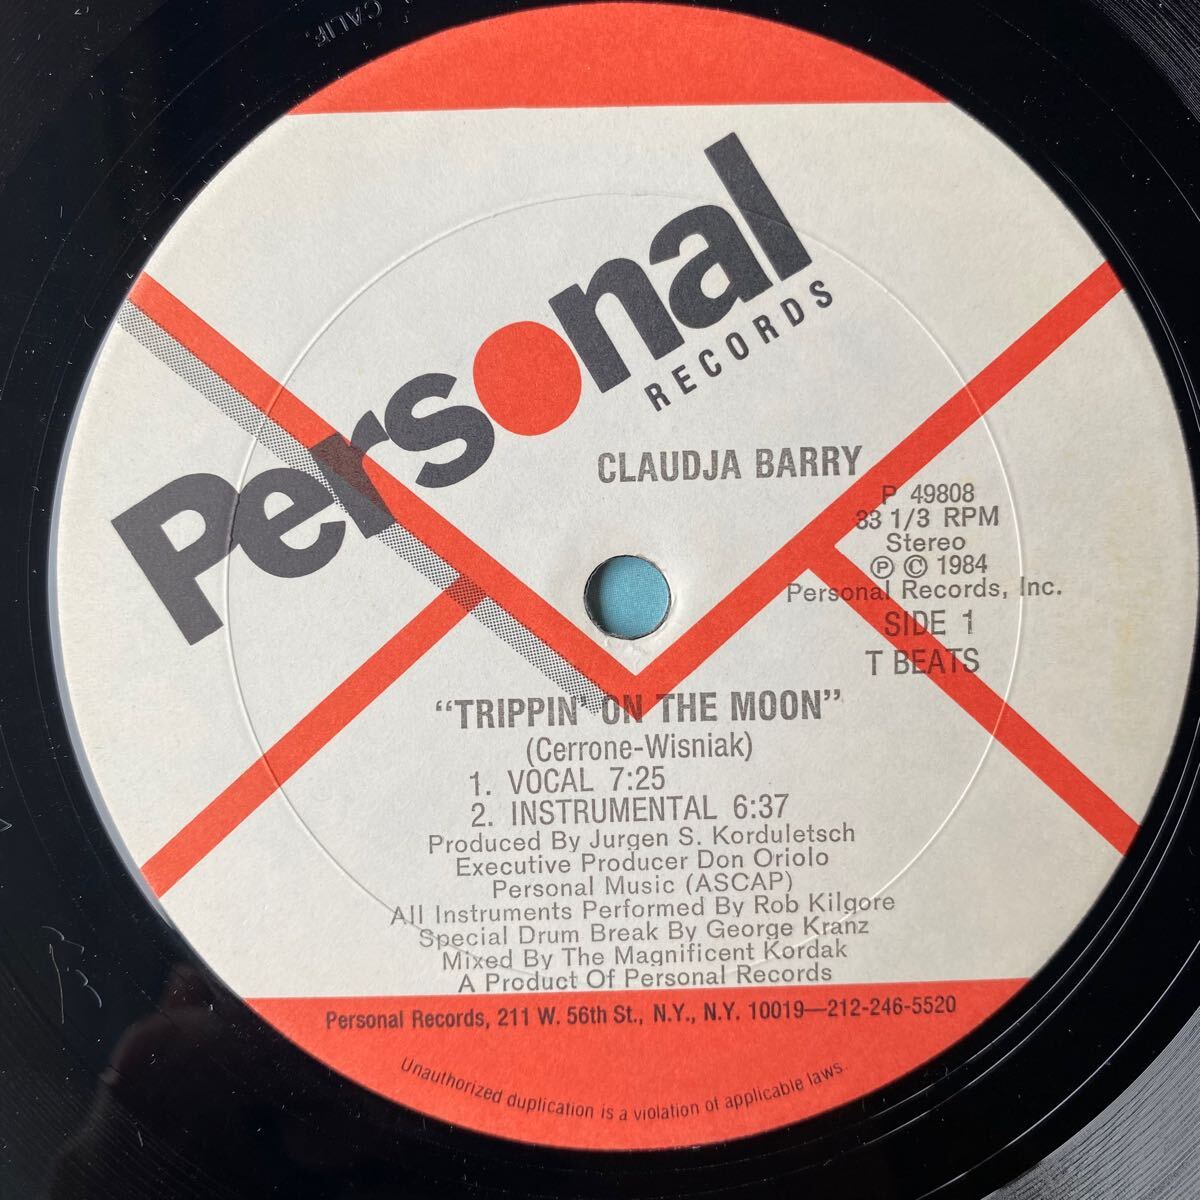 CALIF.
Personal
RECORDS
CLAUDJA BARRY
P 49808
33 1/3 RPM
Stereo
Ⓟ © 1984
Personal Records, Inc.
SIDE 1
T BEATS
“TRIPPIN’ ON THE MOON”
(Cerrone-Wisniak)
1. VOCAL 7:25
2. INSTRUMENTAL 6:37
Produced By Jurgen S. Korduletsch
Executive Producer Don Oriolo
Personal Music (ASCAP)
All Instruments Performed By Rob Kilgore
Special Drum Break By George Kranz
Mixed By The Magnificent Kordak
A Product Of Personal Records
Personal Records, 211 W. 56th St., N.Y., N.Y. 10019—212-246-5520
Unauthorized duplication is a violation of applicable laws.